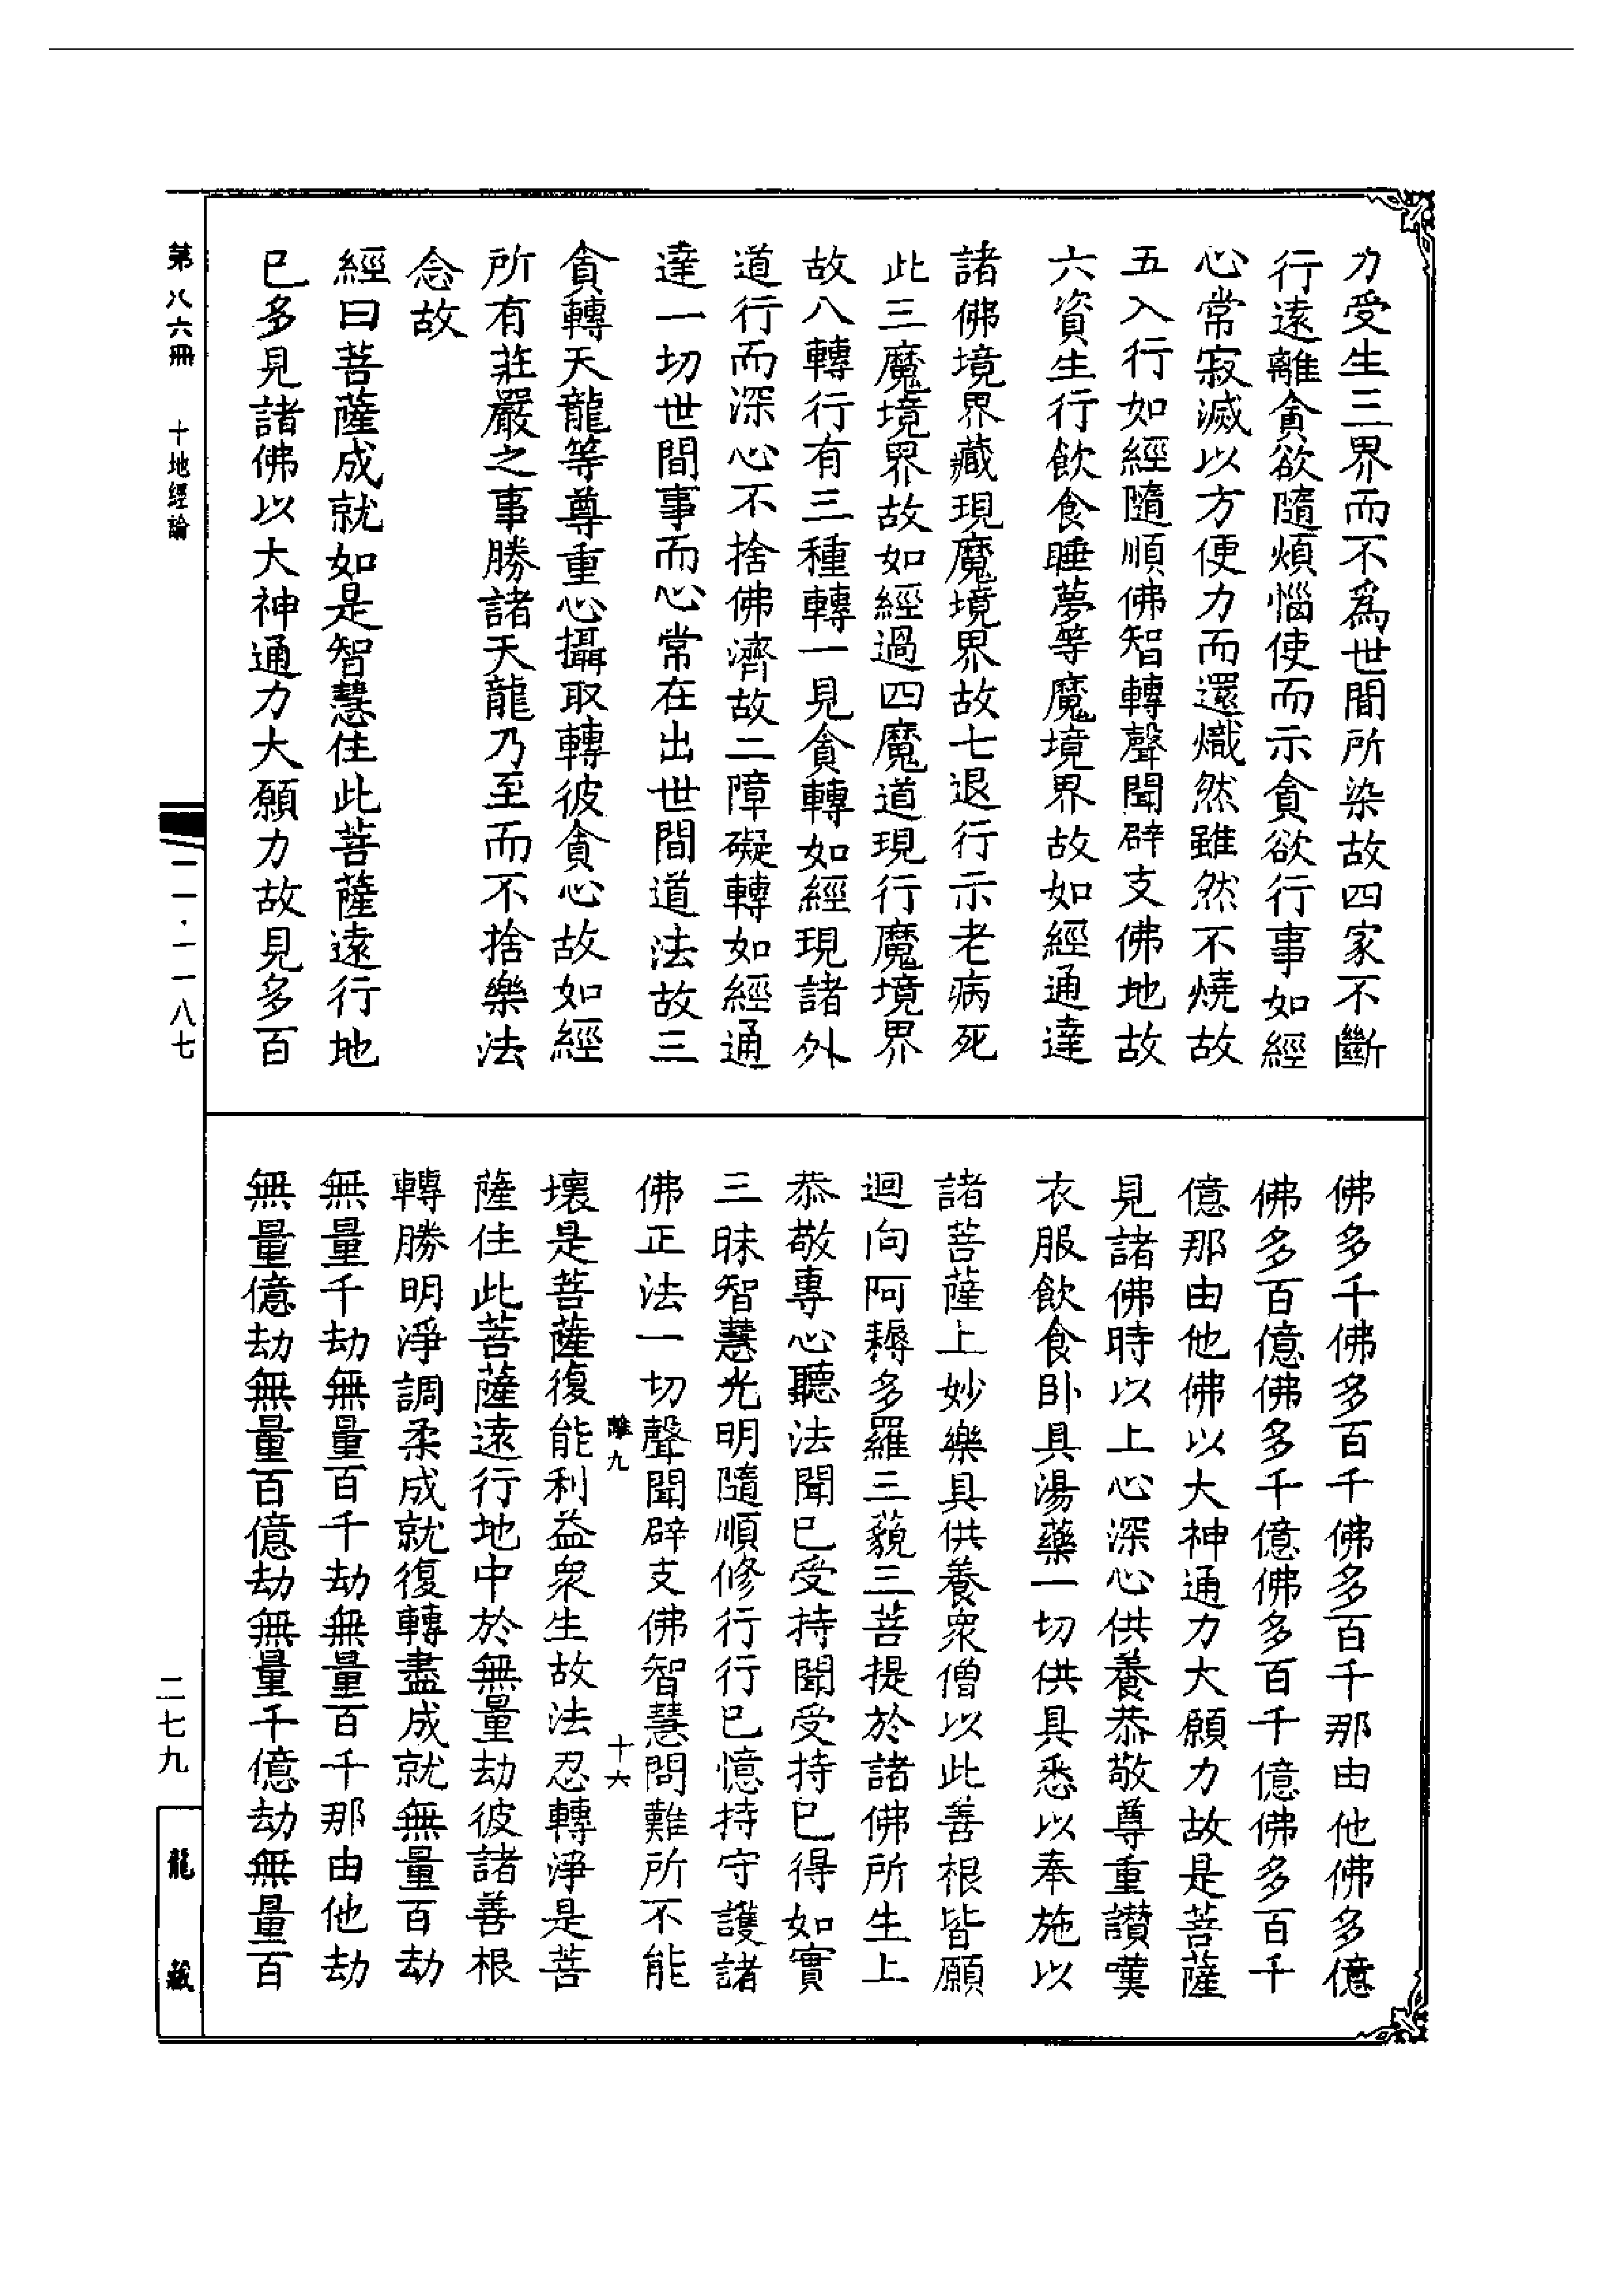 力受生三界而不爲世間所染故四家不斷
行遠離貪欲隨煩惱使而示貪欲行事如經
心常寂滅以方便力而還熾然雖然不燒故
五入行如經隨順佛智轉聲聞辟支佛地故
六資生行飲食睡夢等魔境界故如經通達
諸佛境界藏現魔境界故七退行示老病死
此三魔境界故如經過四魔道現行魔境界
故八轉行有三種轉一見貪轉如經現諸外
道行而深心不捨佛濟故二障礙轉如經通
達一切世間事而心常在出世間道法故三
貪轉天龍等尊重心攝取轉彼貪心故如經
所有莊嚴之事勝諸天龍乃至而不捨樂法
念故
經曰菩薩成就如是智慧住此菩薩遠行地
已多見諸佛以大神通力大願力故見多百
佛多千佛多百千佛多百千那由他佛多億
佛多百億佛多千億佛多百千億佛多百千
億那由他佛以大神通力大願力故是菩薩
見諸佛時以上心深心供養恭敬尊重讃嘆
衣服飲食卧具湯藥一切供具悉以奉施以
諸菩薩上妙樂具供養衆僧以此善根皆願
迴向阿耨多羅三藐三菩提於諸佛所生上
恭敬專心聽法聞已受持聞受持已得如實
三昧智慧光明隨順修行行已憶持守護諸
佛正法一切聲聞辟支佛智慧問難所不能
離九 十六
壞是菩薩復能利益衆生故法忍轉淨是菩
薩住此菩薩遠行地中於無量劫彼諸善根
轉勝明淨調柔成就復轉盡成就無量百劫
無量千劫無量百千劫無量百千那由他劫
無量億劫無量百億劫無量千億劫無量百
第八六冊 十地經論
一一·一一八七
二七九
龍藏